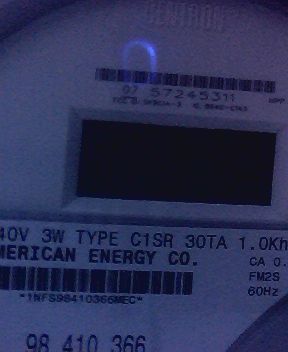 CENTRON
07 57245311
40V 3W TYPE C1SR 30TA 1.0Kh
MERICAN ENERGY CO.
CA 0.
FM2S
*1NFS98410366MEC*
60Hz
98 410 366